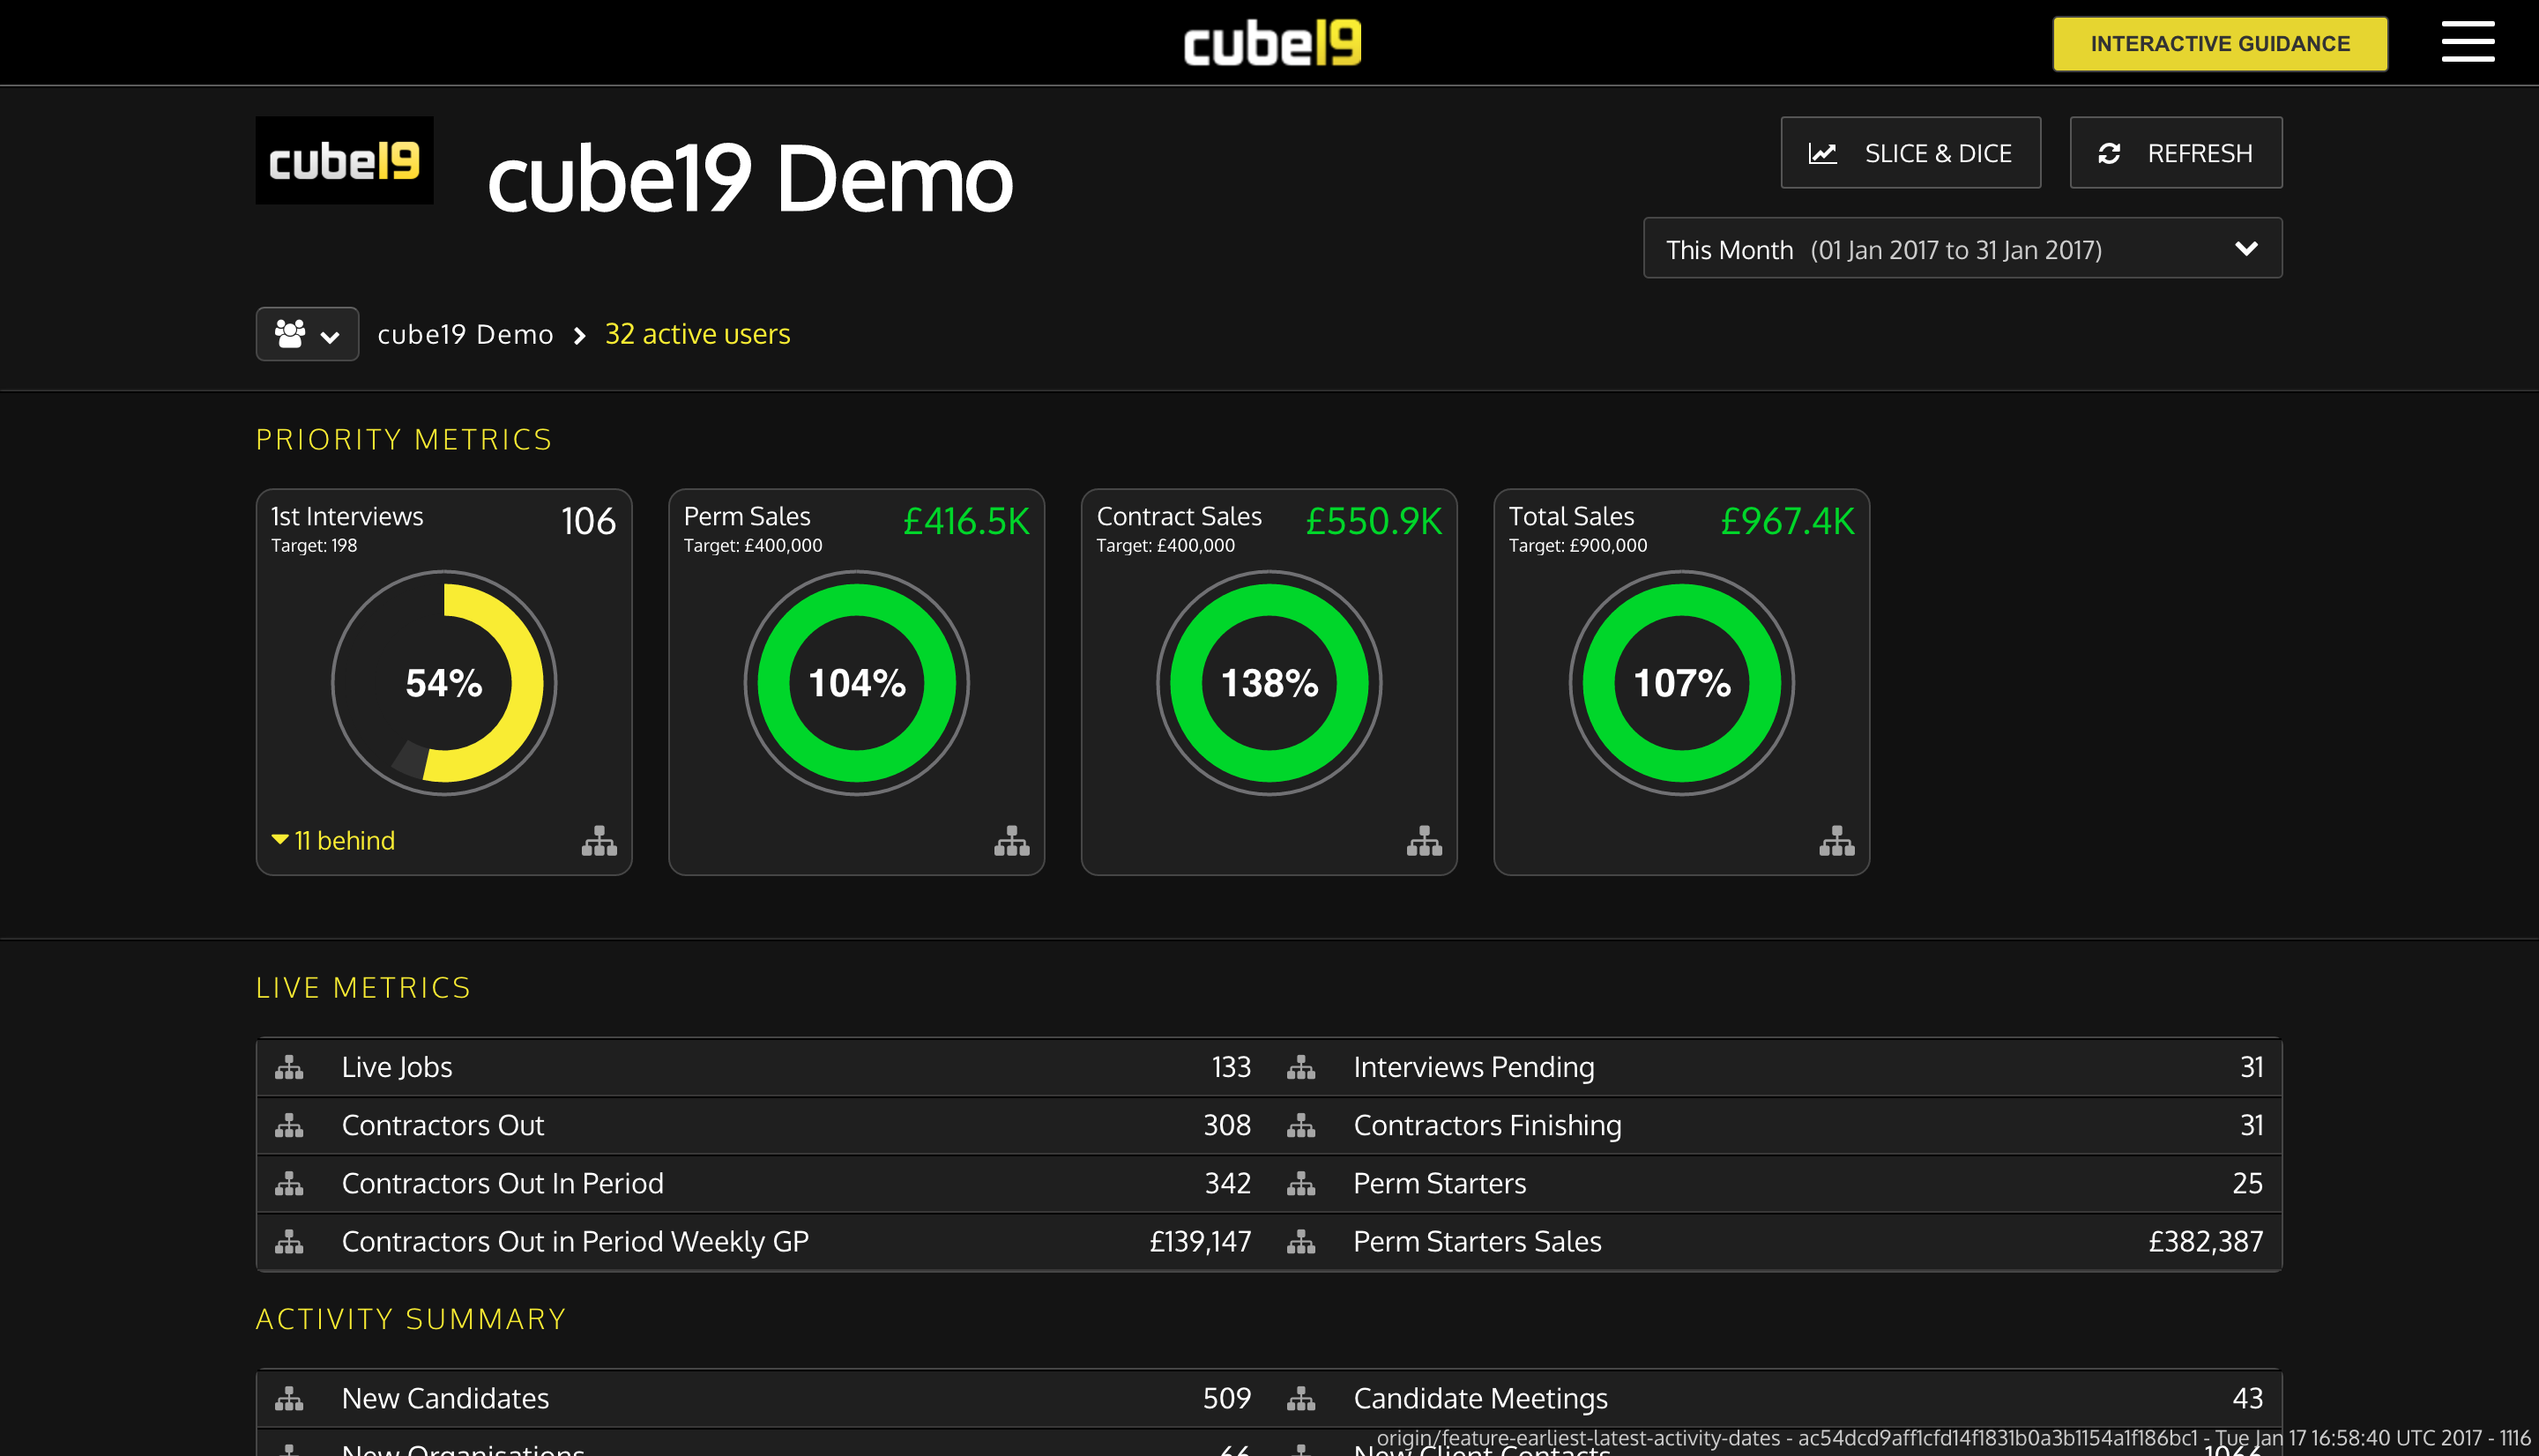 cube19
INTERACTIVE GUIDANCE
cube19
cube19 Demo
SLICE & DICE
REFRESH
This Month (01 Jan 2017 to 31 Jan 2017)
cube19 Demo
32 active users
PRIORITY METRICS
1st Interviews
106
Target: 198
54%
11 behind
Perm Sales
£416.5K
Target: £400,000
104%
Contract Sales
£550.9K
Target: £400,000
138%
Total Sales
£967.4K
Target: £900,000
107%
LIVE METRICS
Live Jobs 133 Interviews Pending 31
Contractors Out 308 Contractors Finishing 31
Contractors Out In Period 342 Perm Starters 25
Contractors Out in Period Weekly GP £139,147 Perm Starters Sales £382,387
ACTIVITY SUMMARY
New Candidates 509 Candidate Meetings 43
New Organisations 66 New Client Contacts 1066
origin/feature-earliest-latest-activity-dates - ac54dcd9aff1cfd14f1831b0a3b1154a1f186bc1 - Tue Jan 17 16:58:40 UTC 2017 - 1116